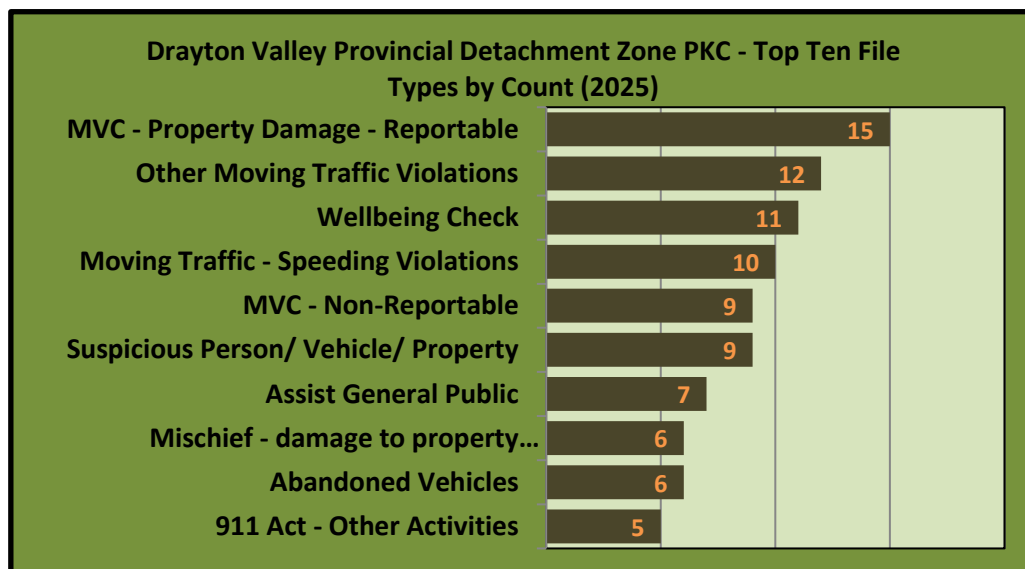 Drayton Valley Provincial Detachment Zone PKC - Top Ten File
Types by Count (2025)
MVC - Property Damage - Reportable 15
Other Moving Traffic Violations 12
Wellbeing Check 11
Moving Traffic - Speeding Violations 10
MVC - Non-Reportable 9
Suspicious Person/ Vehicle/ Property 9
Assist General Public 7
Mischief - damage to property... 6
Abandoned Vehicles 6
911 Act - Other Activities 5